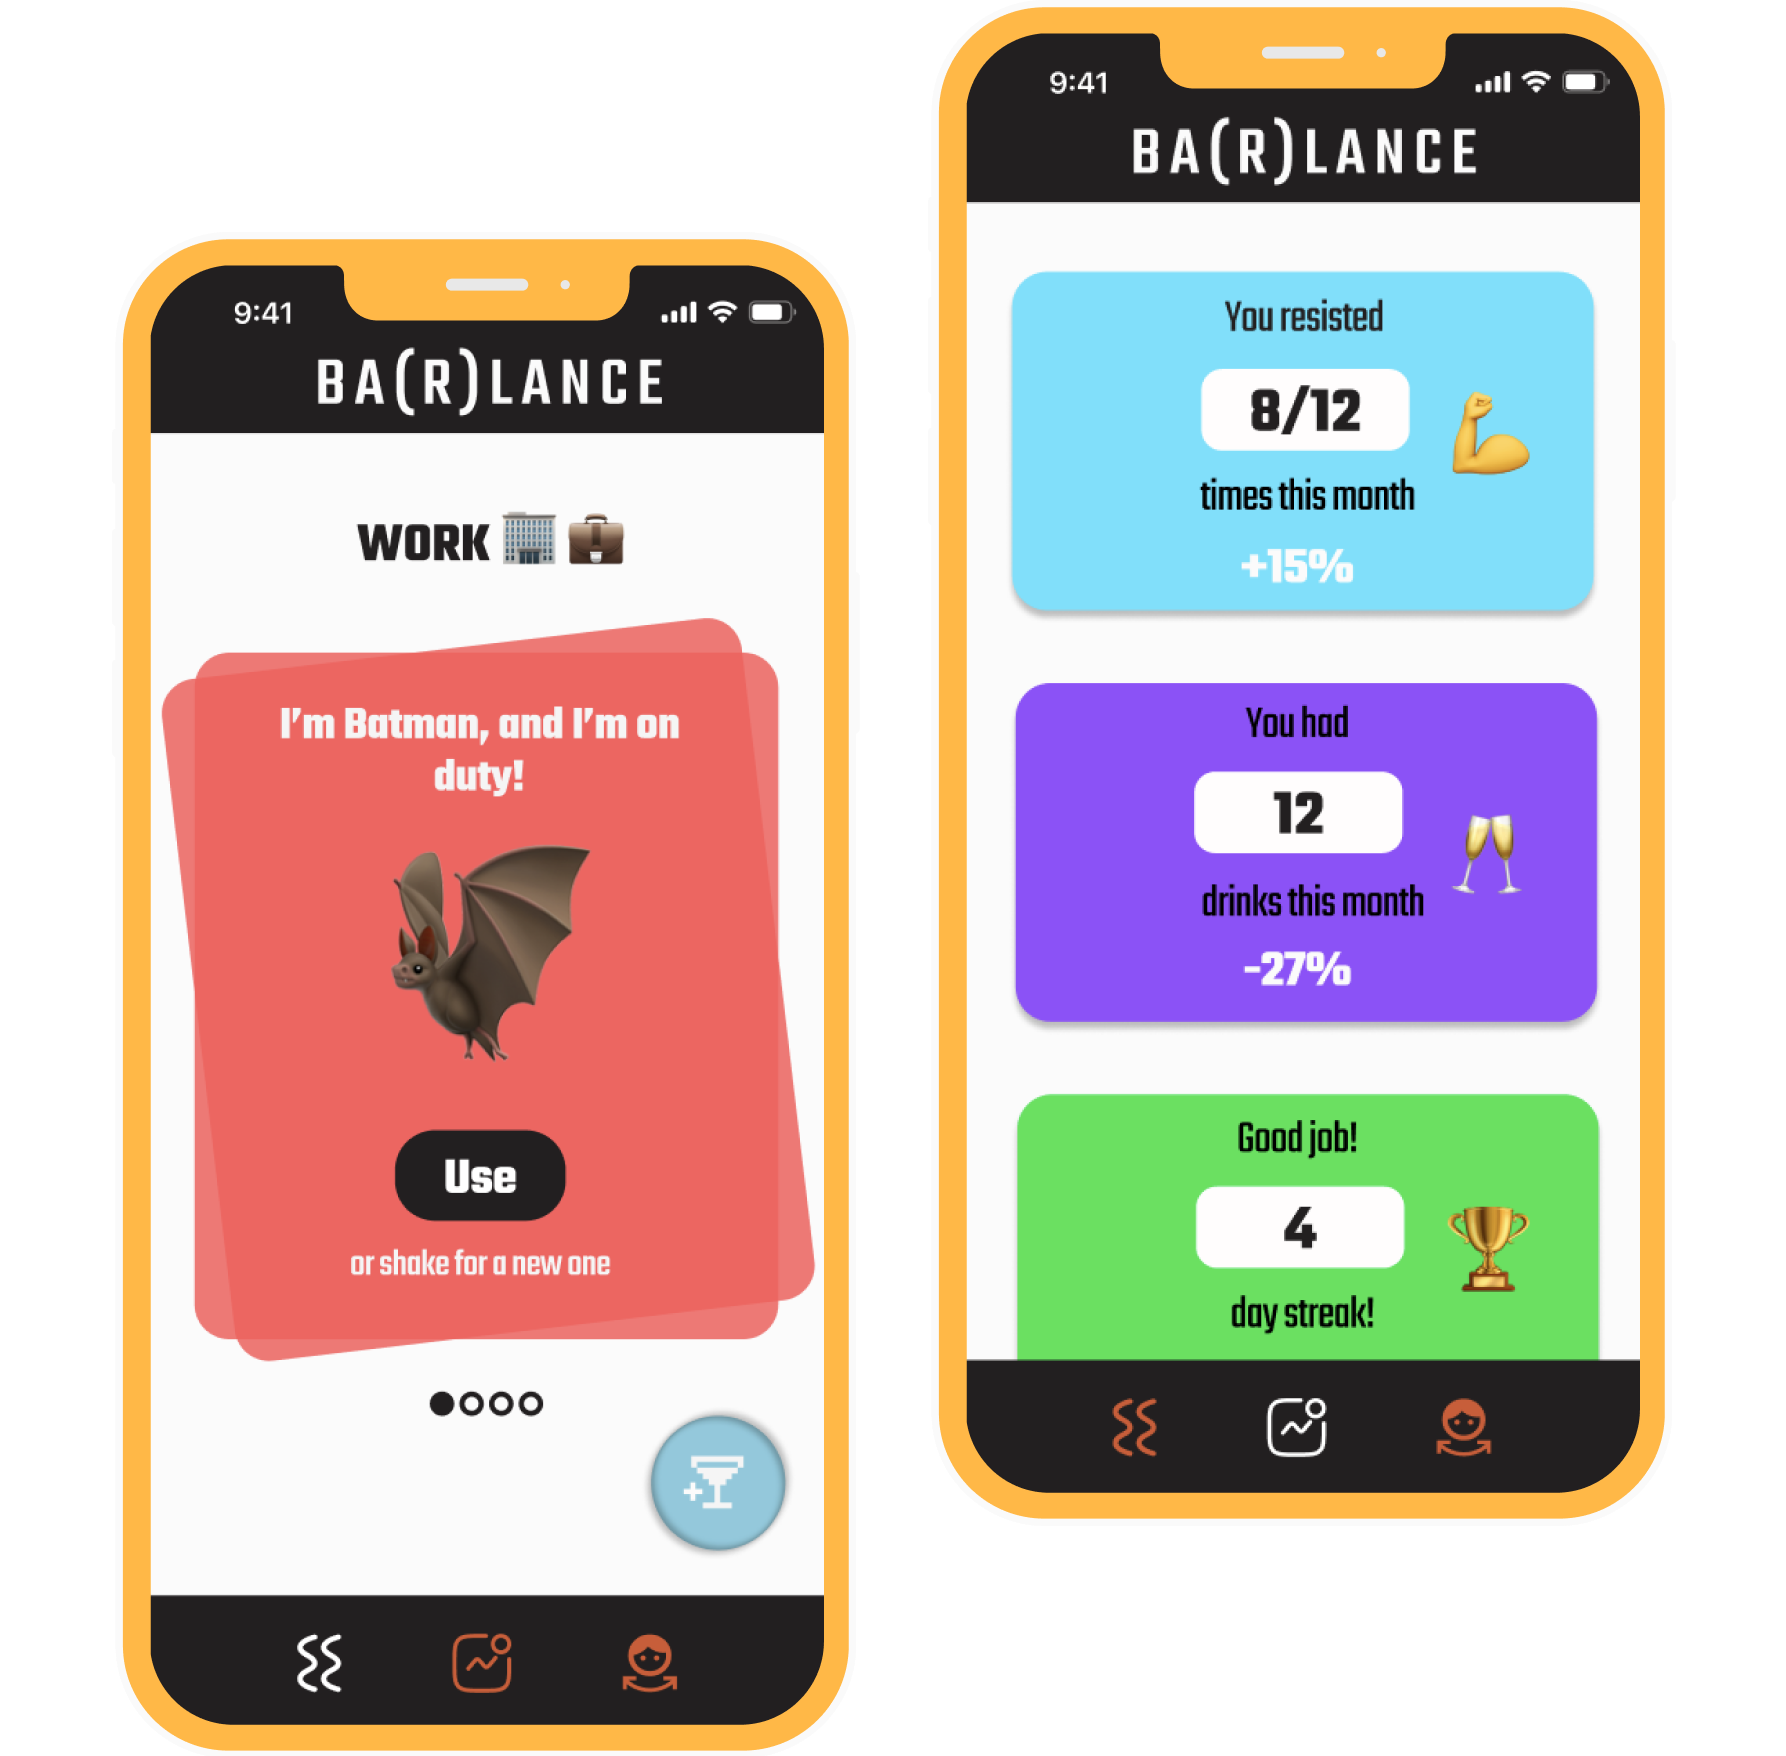 9:41
BA(R)LANCE
WORK
I'm Batman, and I'm on
duty!
Use
or shake for a new one
9:41
BA(R)LANCE
You resisted
8/12
times this month
+15%
You had
12
drinks this month
-27%
Good job!
4
day streak!